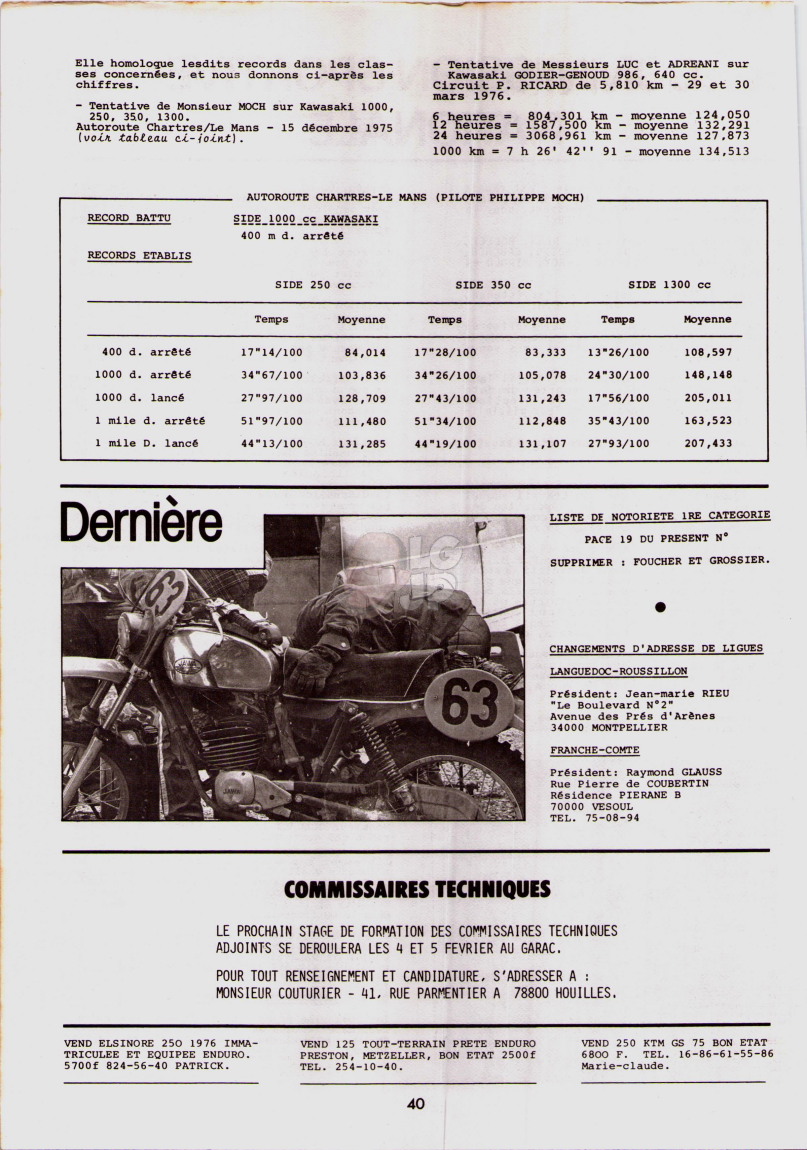 Elle homologue lesdits records dans les clas-
ses concernées, et nous donnons ci-après les
chiffres.
- Tentative de Monsieur MOCH sur Kawasaki 1000,
250, 350, 1300.
Autoroute Chartres/Le Mans - 15 décembre 1975
(voir tableau ci-joint).
- Tentative de Messieurs LUC et ADREANI sur
Kawasaki GODIER-GENOUD 986, 640 cc.
Circuit P. RICARD de 5,810 km - 29 et 30
mars 1976.
6 heures = 804,301 km - moyenne 124,050
12 heures = 1587,500 km - moyenne 132,291
24 heures = 3068,961 km - moyenne 127,873
1000 km = 7 h 26' 42'' 91 - moyenne 134,513
AUTOROUTE CHARTRES-LE MANS (PILOTE PHILIPPE MOCH)
RECORD BATTU SIDE 1000 cc KAWASAKI
400 m d. arrêté
RECORDS ETABLIS
SIDE 250 cc SIDE 350 cc SIDE 1300 cc
Temps Moyenne Temps Moyenne Temps Moyenne
400 d. arrêté 17"14/100 84,014 17"28/100 83,333 13"26/100 108,597
1000 d. arrêté 34"67/100 103,836 34"26/100 105,078 24"30/100 148,148
1000 d. lancé 27"97/100 128,709 27"43/100 131,243 17"56/100 205,011
1 mile d. arrêté 51"97/100 111,480 51"34/100 112,848 35"43/100 163,523
1 mile D. lancé 44"13/100 131,285 44"19/100 131,107 27"93/100 207,433
Dernière
63
63
LISTE DE NOTORIETE 1RE CATEGORIE
PACE 19 DU PRESENT N°
SUPPRIMER : FOUCHER ET GROSSIER.
CHANGEMENTS D'ADRESSE DE LIGUES
LANGUEDOC-ROUSSILLON
Président: Jean-marie RIEU
"Le Boulevard N°2"
Avenue des Prés d'Arènes
34000 MONTPELLIER
FRANCHE-COMTE
Président: Raymond GLAUSS
Rue Pierre de COUBERTIN
Résidence PIERANE B
70000 VESOUL
TEL. 75-08-94
COMMISSAIRES TECHNIQUES
LE PROCHAIN STAGE DE FORMATION DES COMMISSAIRES TECHNIQUES
ADJOINTS SE DEROULERA LES 4 ET 5 FEVRIER AU GARAC.
POUR TOUT RENSEIGNEMENT ET CANDIDATURE, S'ADRESSER A :
MONSIEUR COUTURIER - 41, RUE PARMENTIER A 78800 HOUILLES.
VEND ELSINORE 250 1976 IMMA-
TRICULEE ET EQUIPEE ENDURO.
5700f 824-56-40 PATRICK.
VEND 125 TOUT-TERRAIN PRETE ENDURO
PRESTON, METZELLER, BON ETAT 2500f
TEL. 254-10-40.
VEND 250 KTM GS 75 BON ETAT
6800 F. TEL. 16-86-61-55-86
Marie-claude.
40